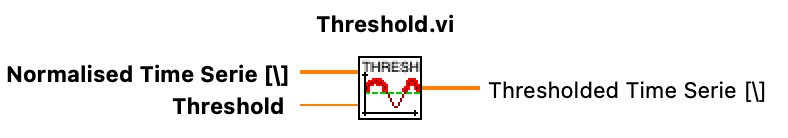 Threshold.vi
Normalised Time Serie [\]
THRESH
Threshold
Thresholded Time Serie [\]